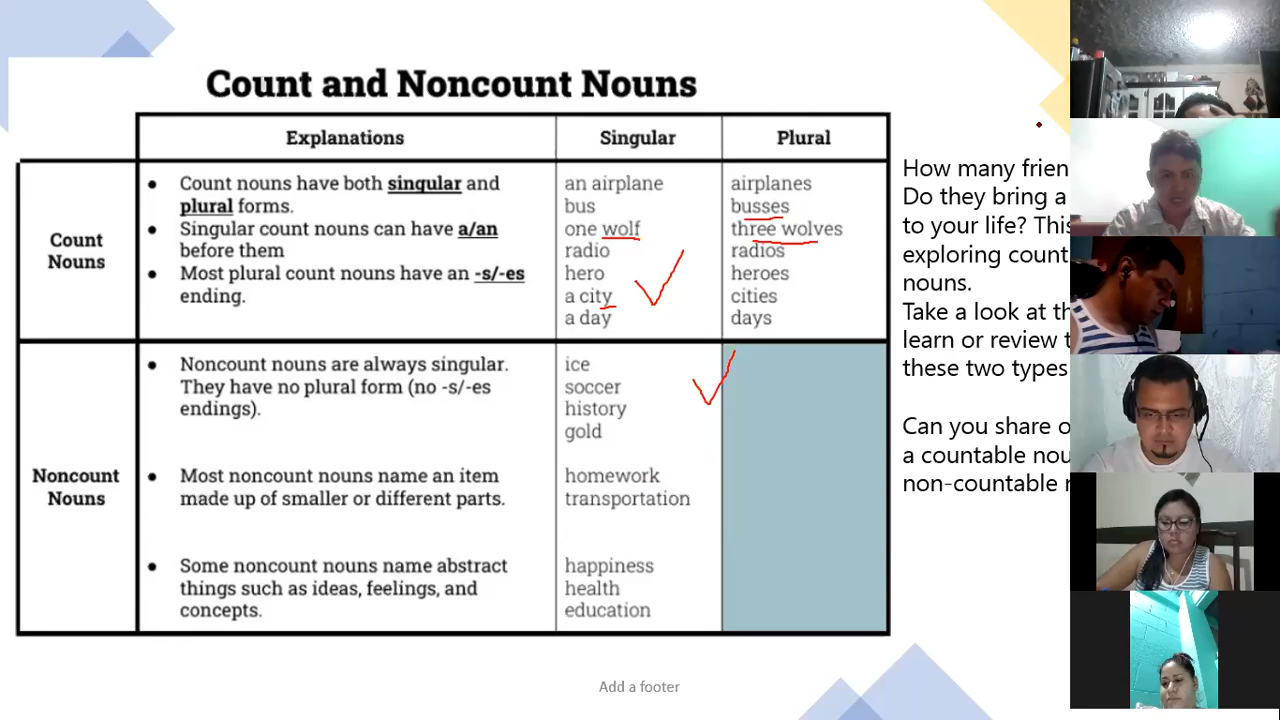 Count and Noncount Nouns
Explanations
Singular
Plural
Count
Nouns
• Count nouns have both singular and
plural forms.
• Singular count nouns can have a/an
before them
• Most plural count nouns have an -s/-es
ending.
an airplane
bus
one wolf
radio
hero
a city
a day
airplanes
busses
three wolves
radios
heroes
cities
days
Noncount
Nouns
• Noncount nouns are always singular.
They have no plural form (no -s/-es
endings).
• Most noncount nouns name an item
made up of smaller or different parts.
• Some noncount nouns name abstract
things such as ideas, feelings, and
concepts.
ice
soccer
history
gold
homework
transportation
happiness
health
education
How many frien
Do they bring a
to your life? This
exploring count
nouns.
Take a look at th
learn or review t
these two types
Can you share o
a countable nou
non-countable
Add a footer